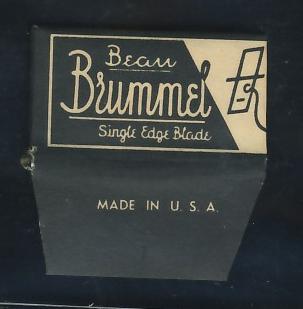 Beau
Brummel
Single Edge Blade
MADE IN U. S. A.